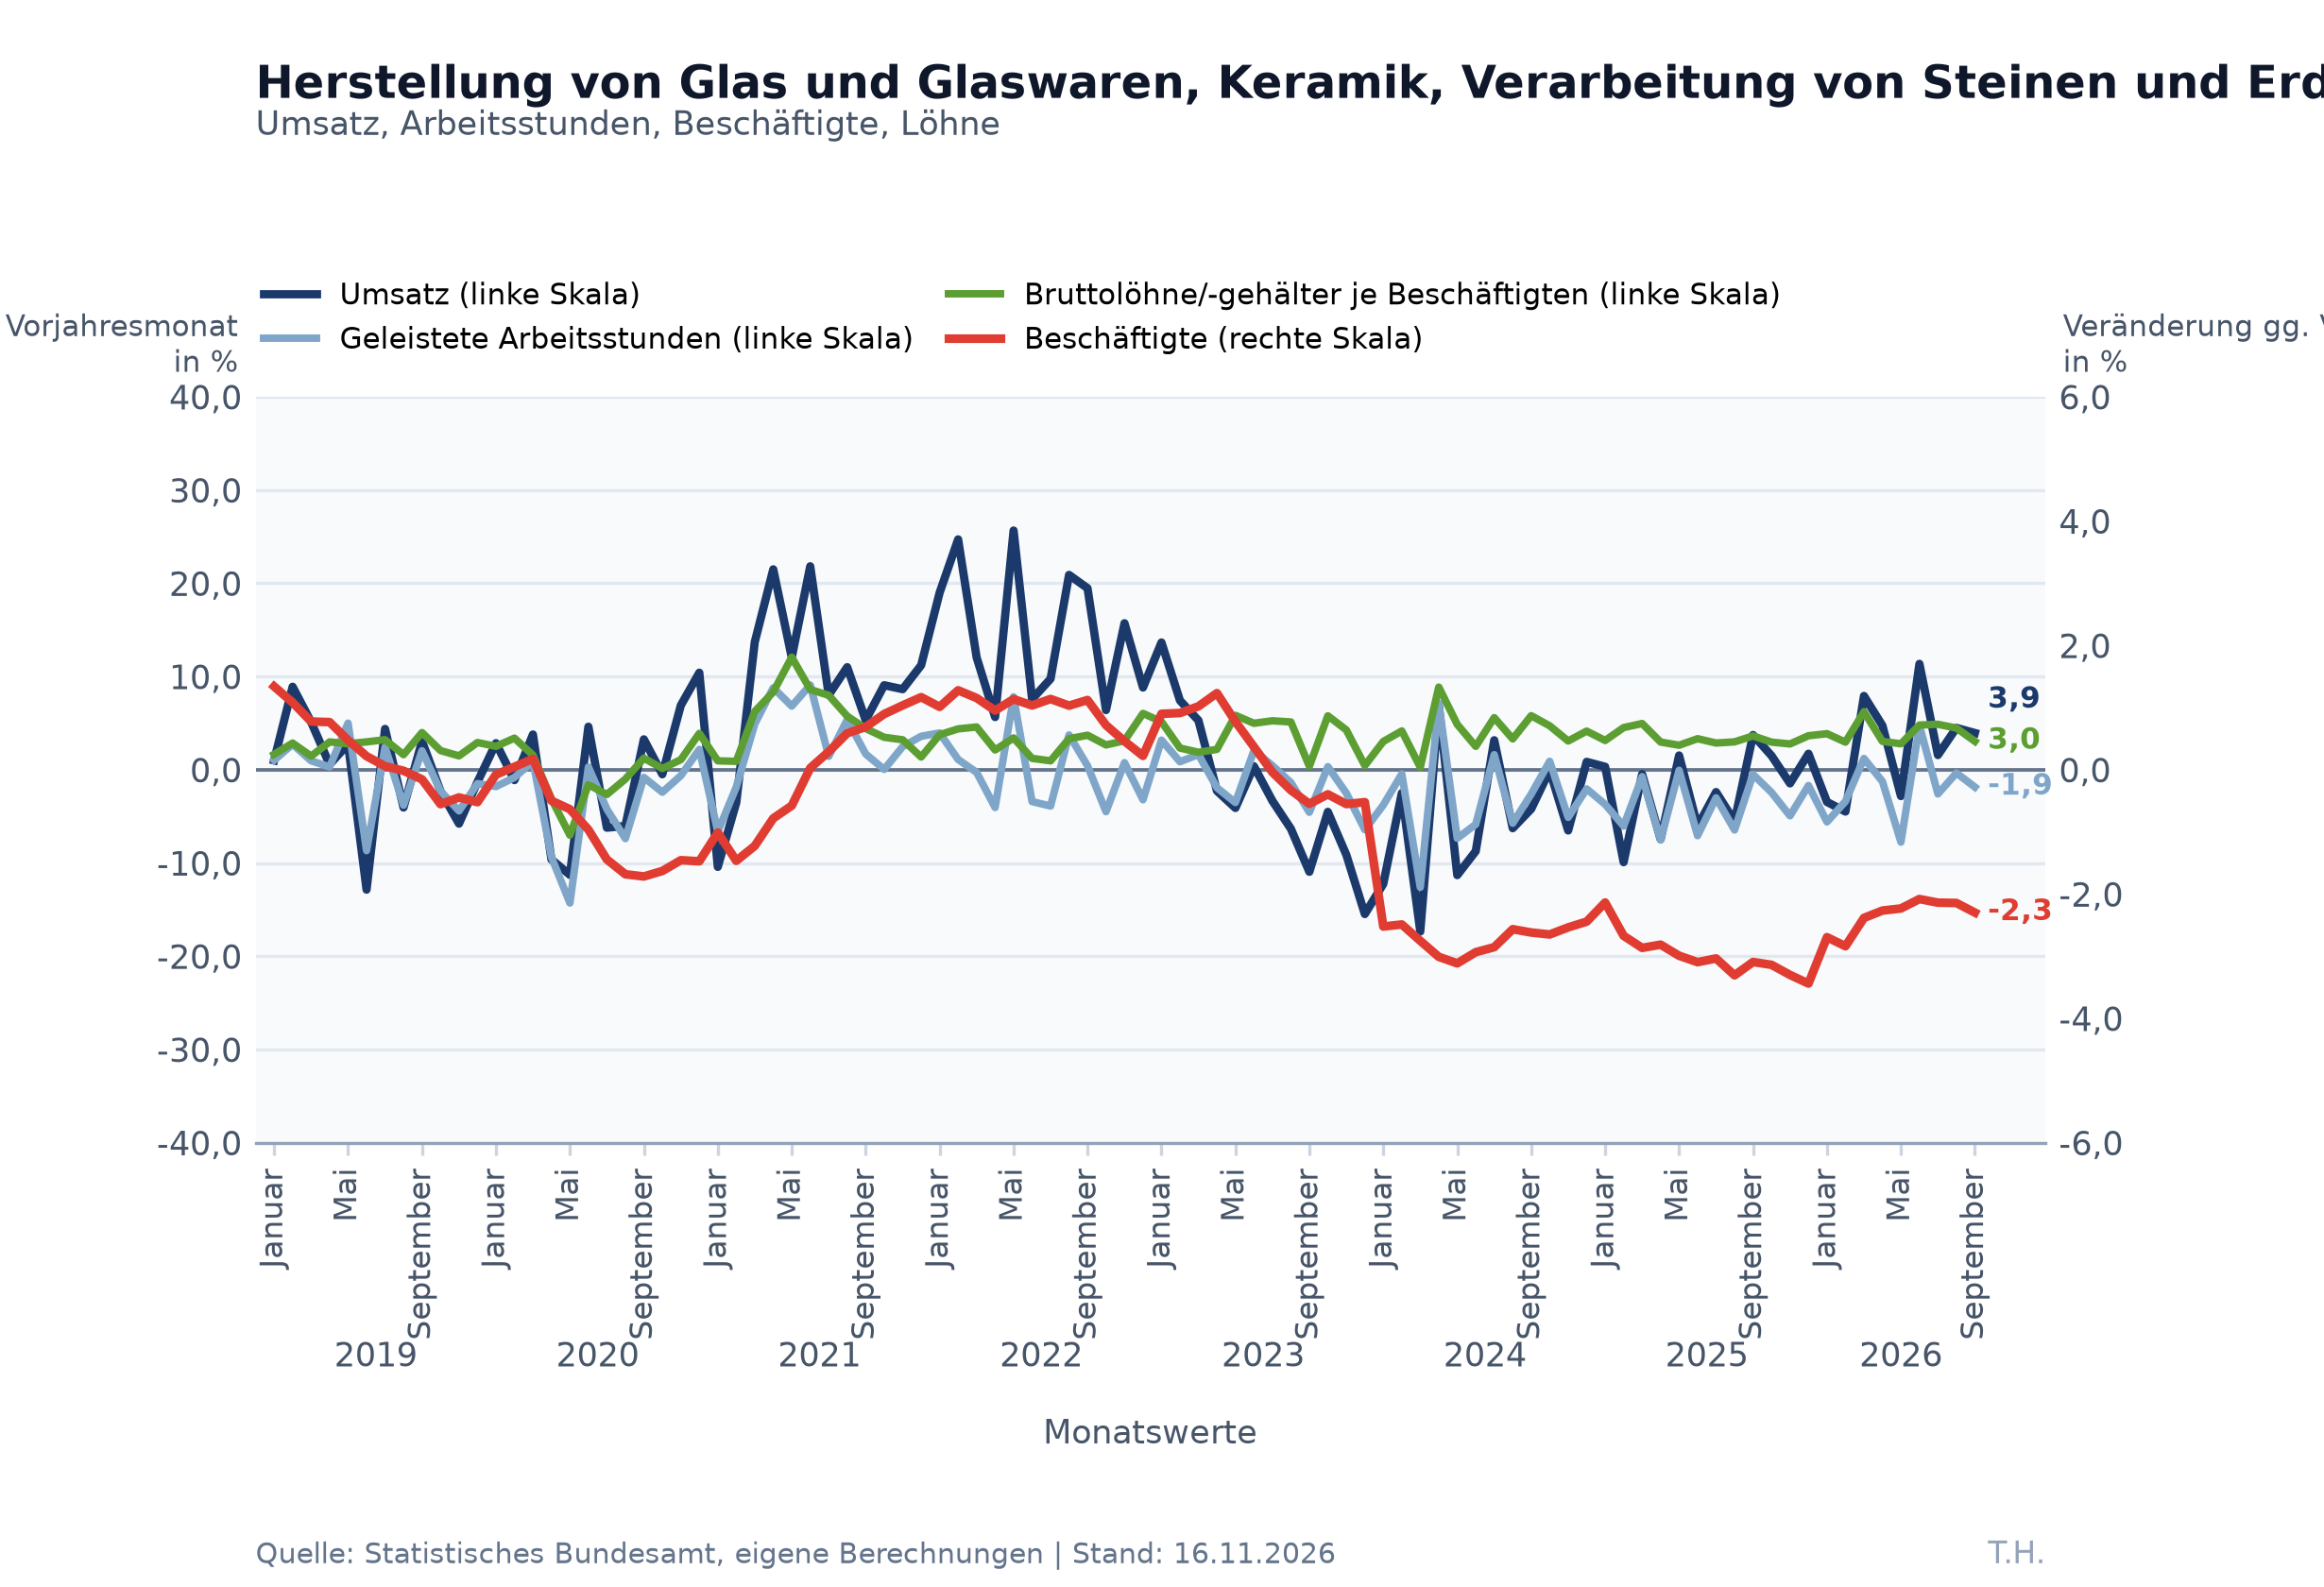 Herstellung von Glas und Glaswaren, Keramik, Verarbeitung von Steinen und Erd
Umsatz, Arbeitsstunden, Beschäftigte, Löhne
Umsatz (linke Skala)
Bruttolöhne/-gehälter je Beschäftigten (linke Skala)
Geleistete Arbeitsstunden (linke Skala)
Beschäftigte (rechte Skala)
Vorjahresmonat
in %
Veränderung gg. V
in %
40,0
30,0
20,0
10,0
0,0
-10,0
-20,0
-30,0
-40,0
6,0
4,0
2,0
0,0
-2,0
-4,0
-6,0
3,9
3,0
-1,9
-2,3
Januar
Mai
September
Januar
Mai
September
Januar
Mai
September
Januar
Mai
September
Januar
Mai
September
Januar
Mai
September
Januar
Mai
September
Januar
Mai
September
2019
2020
2021
2022
2023
2024
2025
2026
Monatswerte
Quelle: Statistisches Bundesamt, eigene Berechnungen | Stand: 16.11.2026
T.H.